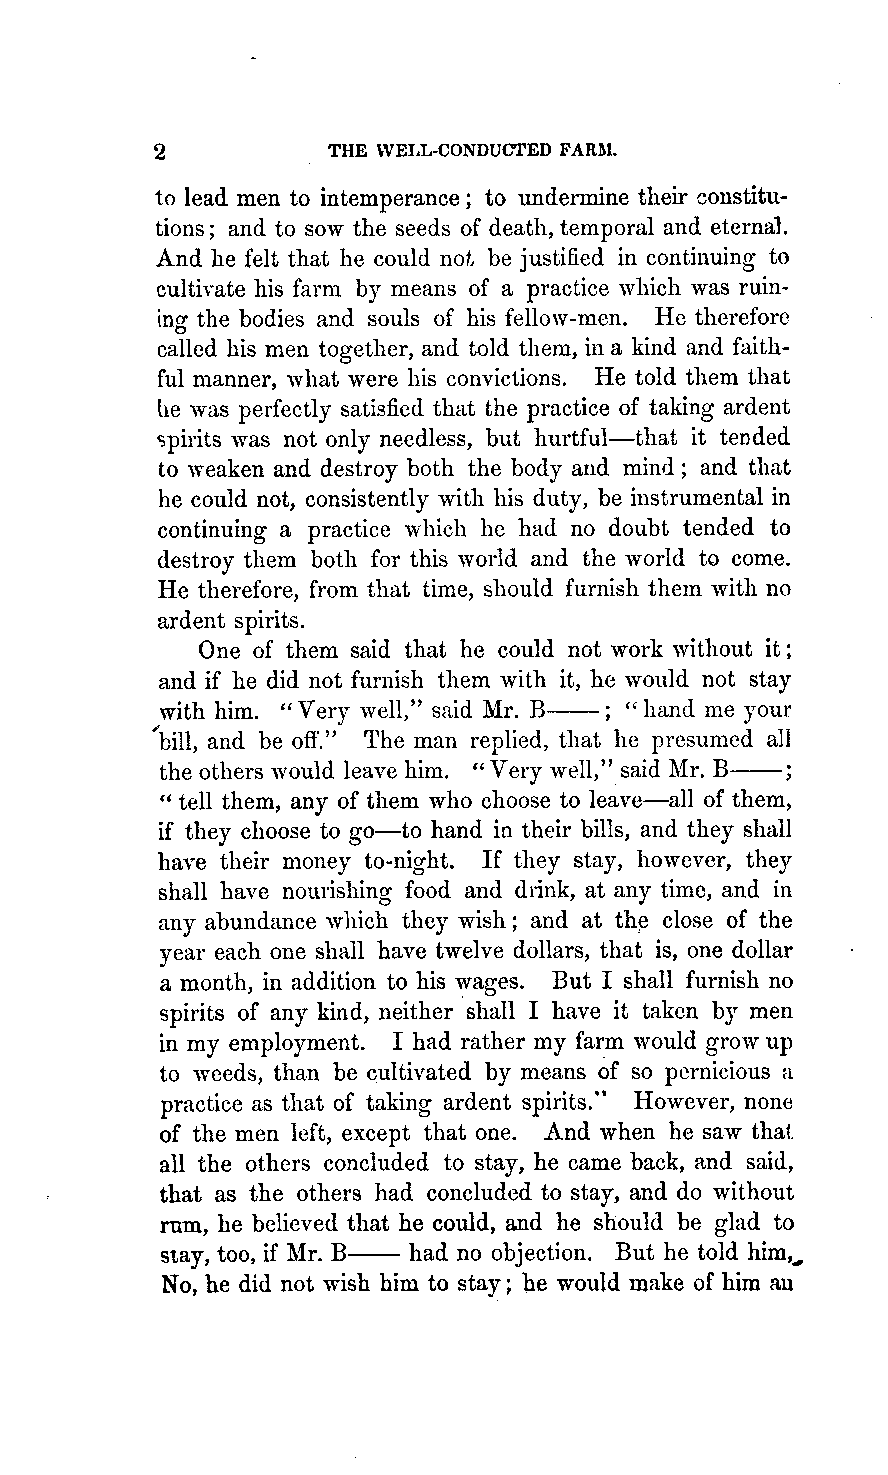 2 THE WELL-CONDUCTED FARM.
to lead men to intemperance; to undermine their constitu-
tions; and to sow the seeds of death, temporal and eternal.
And he felt that he could not be justified in continuing to
cultivate his farm by means of a practice which was ruin-
ing the bodies and souls of his fellow-men. He therefore
called his men together, and told them, in a kind and faith-
ful manner, what were his convictions. He told them that
he was perfectly satisfied that the practice of taking ardent
spirits was not only needless, but hurtful—that it tended
to weaken and destroy both the body and mind; and that
he could not, consistently with his duty, be instrumental in
continuing a practice which he had no doubt tended to
destroy them both for this world and the world to come.
He therefore, from that time, should furnish them with no
ardent spirits.
One of them said that he could not work without it;
and if he did not furnish them with it, he would not stay
with him. "Very well," said Mr. B——; "hand me your
bill, and be off." The man replied, that he presumed all
the others would leave him. "Very well," said Mr. B——;
"tell them, any of them who choose to leave—all of them,
if they choose to go—to hand in their bills, and they shall
have their money to-night. If they stay, however, they
shall have nourishing food and drink, at any time, and in
any abundance which they wish; and at the close of the
year each one shall have twelve dollars, that is, one dollar
a month, in addition to his wages. But I shall furnish no
spirits of any kind, neither shall I have it taken by men
in my employment. I had rather my farm would grow up
to weeds, than be cultivated by means of so pernicious a
practice as that of taking ardent spirits." However, none
of the men left, except that one. And when he saw that
all the others concluded to stay, he came back, and said,
that as the others had concluded to stay, and do without
rum, he believed that he could, and he should be glad to
stay, too, if Mr. B—— had no objection. But he told him,
No, he did not wish him to stay; he would make of him an